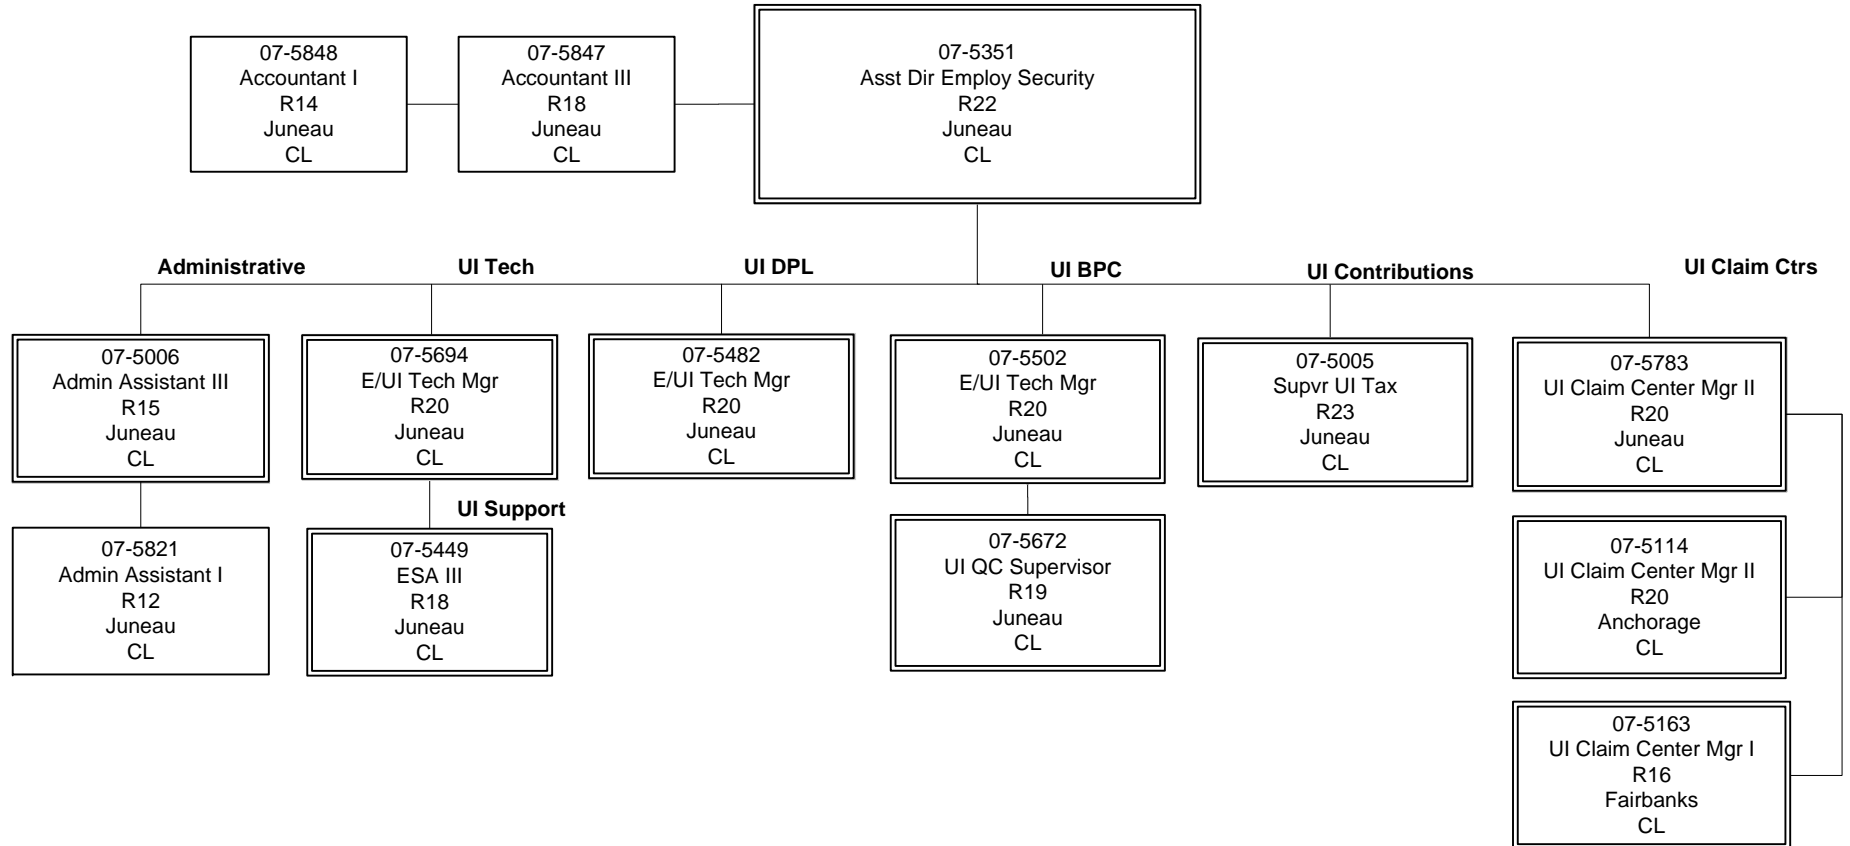 07-5848
Accountant I
R14
Juneau
CL
07-5847
Accountant III
R18
Juneau
CL
07-5351
Asst Dir Employ Security
R22
Juneau
CL
Administrative
UI Tech
UI DPL
UI BPC
UI Contributions
UI Claim Ctrs
07-5006
Admin Assistant III
R15
Juneau
CL
07-5694
E/UI Tech Mgr
R20
Juneau
CL
07-5482
E/UI Tech Mgr
R20
Juneau
CL
07-5502
E/UI Tech Mgr
R20
Juneau
CL
07-5005
Supvr UI Tax
R23
Juneau
CL
07-5783
UI Claim Center Mgr II
R20
Juneau
CL
UI Support
07-5821
Admin Assistant I
R12
Juneau
CL
07-5449
ESA III
R18
Juneau
CL
07-5672
UI QC Supervisor
R19
Juneau
CL
07-5114
UI Claim Center Mgr II
R20
Anchorage
CL
07-5163
UI Claim Center Mgr I
R16
Fairbanks
CL